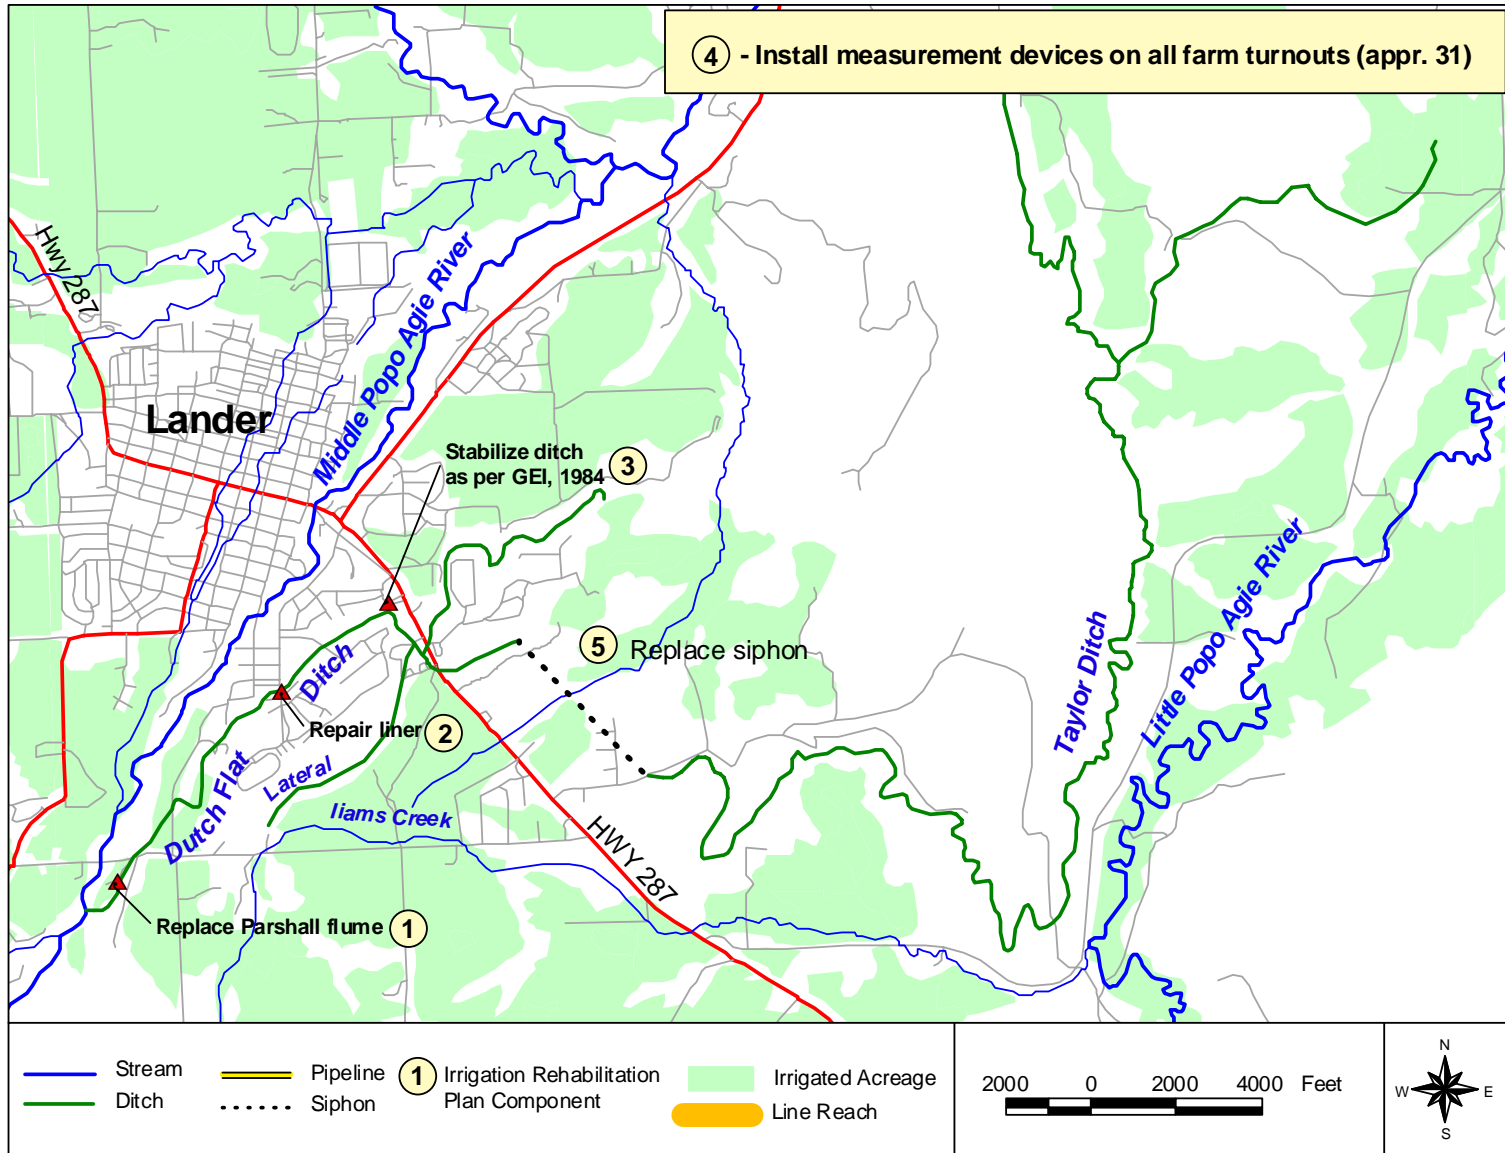 4 - Install measurement devices on all farm turnouts (appr. 31)
Hwy 287
Middle Popo Agie River
Lander
Stabilize ditch
as per GEI, 1984
3
5 Replace siphon
Taylor Ditch
Little Popo Agie River
Dutch Flat Ditch
Repair liner 2
Lateral
Iiams Creek
HWY 287
Replace Parshall flume 1
Stream
Ditch
Pipeline
Siphon
1 Irrigation Rehabilitation
Plan Component
Irrigated Acreage
Line Reach
2000 0 2000 4000 Feet
N
W E
S